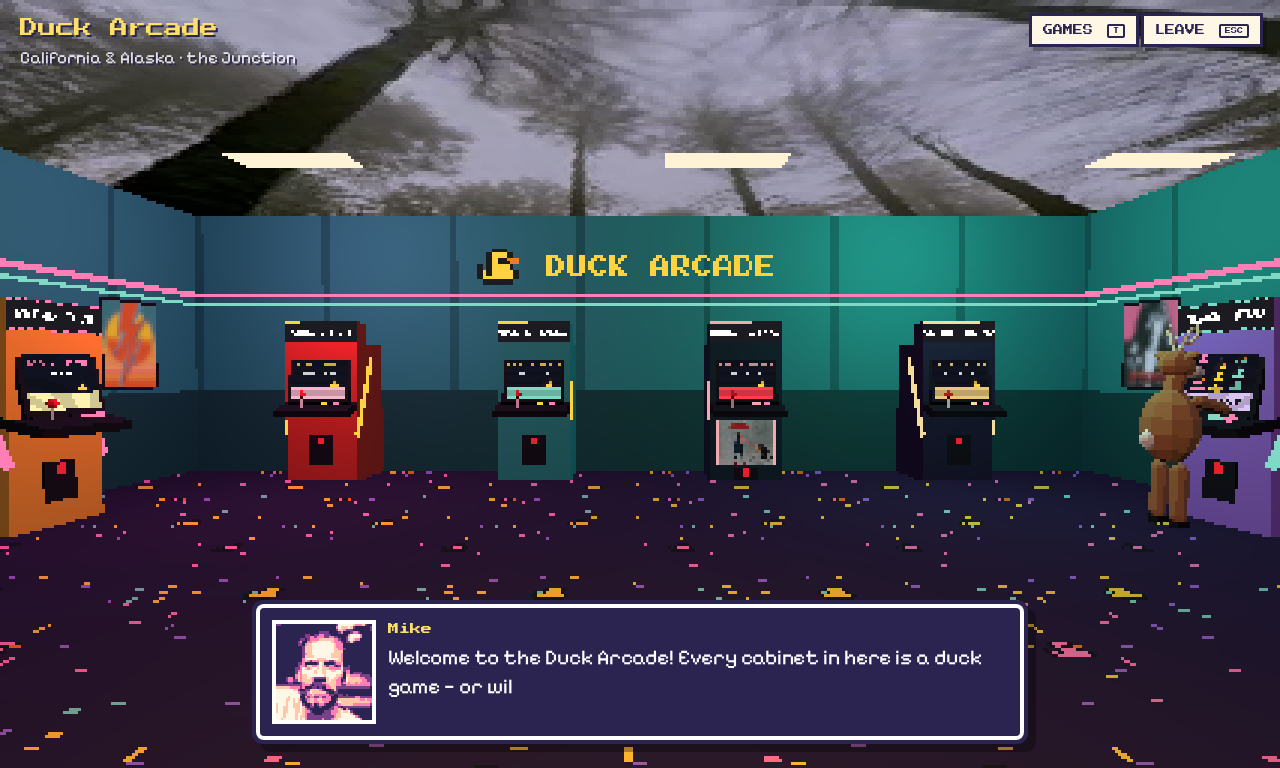 Duck Arcade
California & Alaska · the Junction
GAMES T
LEAVE ESC
DUCK ARCADE
Mike
Welcome to the Duck Arcade! Every cabinet in here is a duck
game – or wil